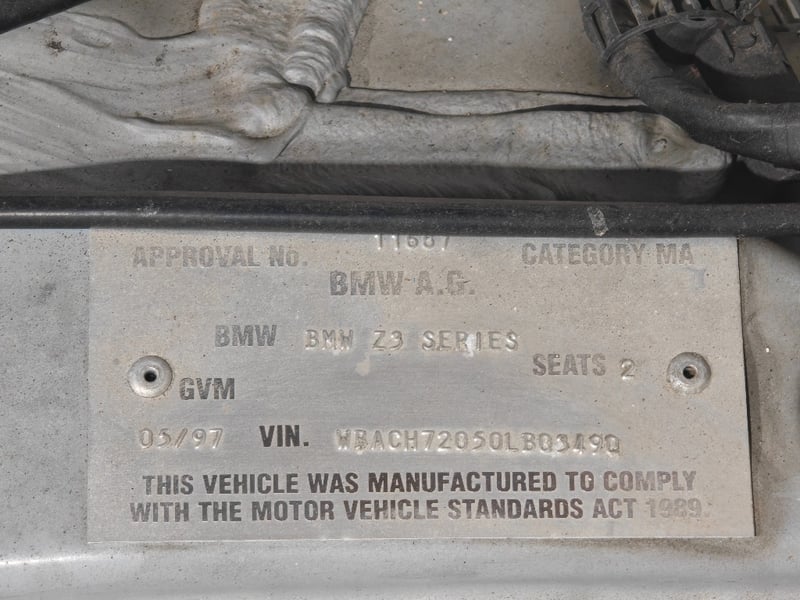 APPROVAL No. CATEGORY MA
BMW A.G.
BMW BMW Z3 SERIES
SEATS 2
GVM
05/97 VIN. WBACH72050LB03490
THIS VEHICLE WAS MANUFACTURED TO COMPLY
WITH THE MOTOR VEHICLE STANDARDS ACT 1989.